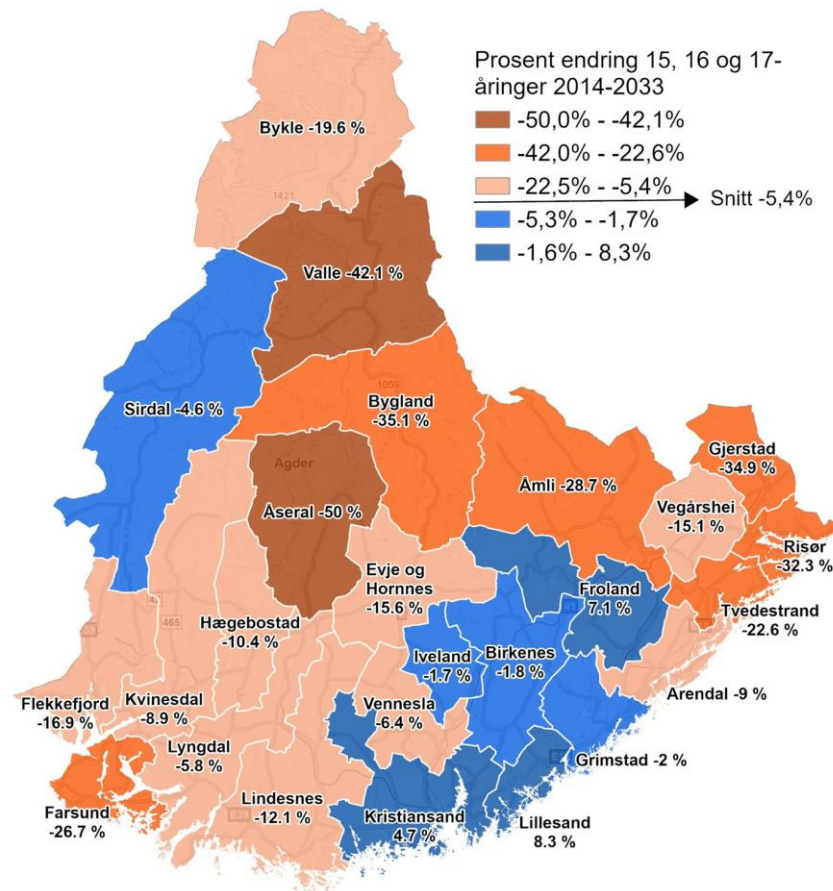 Prosent endring 15, 16 og 17-
åringer 2014-2033
-50,0% - -42,1%
-42,0% - -22,6%
-22,5% - -5,4%
Snitt -5,4%
-5,3% - -1,7%
-1,6% - 8,3%
Bykle -19.6 %
1421
Valle -42.1 %
Sirdal -4.6 %
1059
Bygland
-35.1 %
Agder
Åseral -50 %
Åmli -28.7 %
Gjerstad
-34.9 %
Vegårshei
-15.1 %
Risør
-32.3 %
Tvedestrand
-22.6 %
Froland
7.1 %
Evje og
Hornnes
-15.6 %
Hægebostad
-10.4 %
465
Iveland
-1.7 %
Birkenes
-1.8 %
Arendal -9 %
Flekkefjord
-16.9 %
Kvinesdal
-8.9 %
Vennesla
-6.4 %
Lyngdal
-5.8 %
Grimstad -2 %
Farsund
-26.7 %
Lindesnes
-12.1 %
Kristiansand
4.7 %
Lillesand
8.3 %